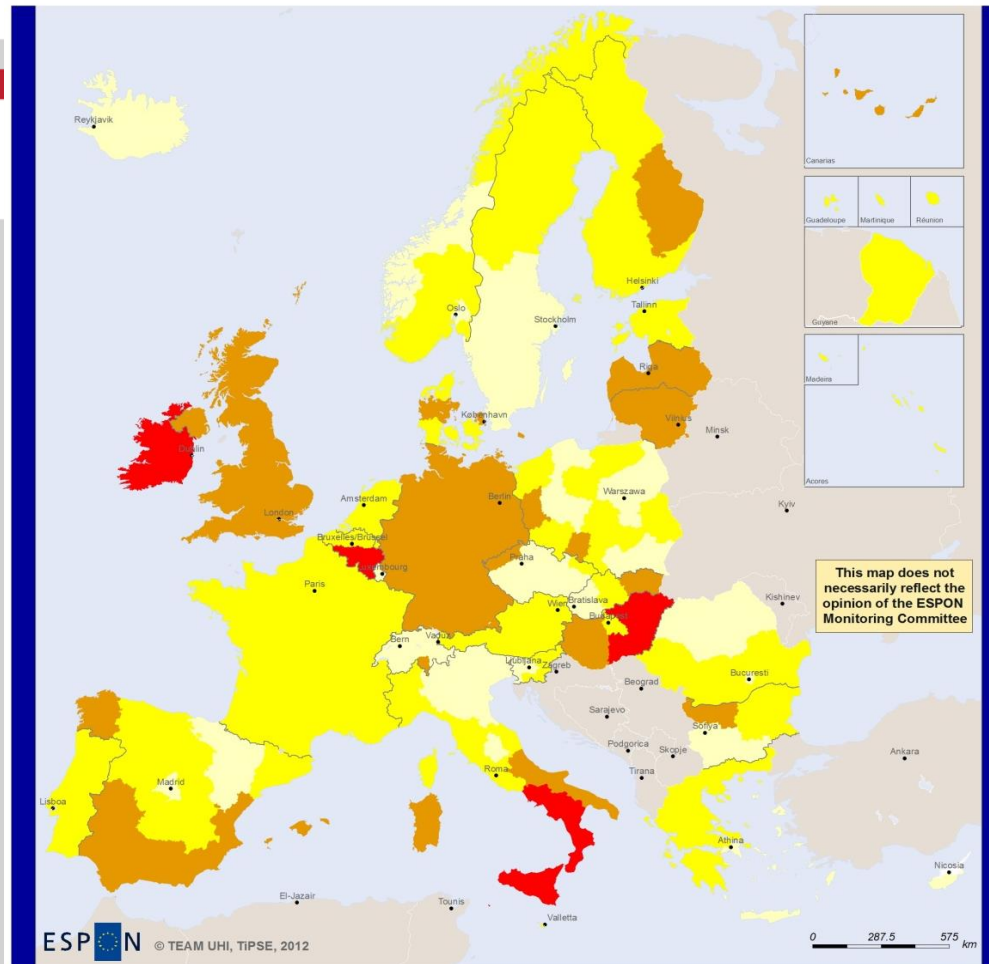 Reykjavik
Canarias
Guadeloupe
Martinique
Réunion
Guyane
Madeira
Acores
Helsinki
Tallinn
Oslo
Stockholm
Riga
København
Vilnius
Minsk
Dublin
Amsterdam
Berlin
Warszawa
London
Bruxelles/Brussel
Kyiv
Luxembourg
Praha
Paris
Wien
Bratislava
Budapest
Kishinev
This map does not
necessarily reflect the
opinion of the ESPON
Monitoring Committee
Bern
Vaduz
Ljubljana
Zagreb
Bucuresti
Beograd
Sarajevo
Sofiya
Podgorica
Skopje
Ankara
Madrid
Roma
Tirana
Lisboa
Athina
Nicosia
El-Jazair
Tounis
Valletta
ESPON © TEAM UHI, TiPSE, 2012
0 287.5 575
km